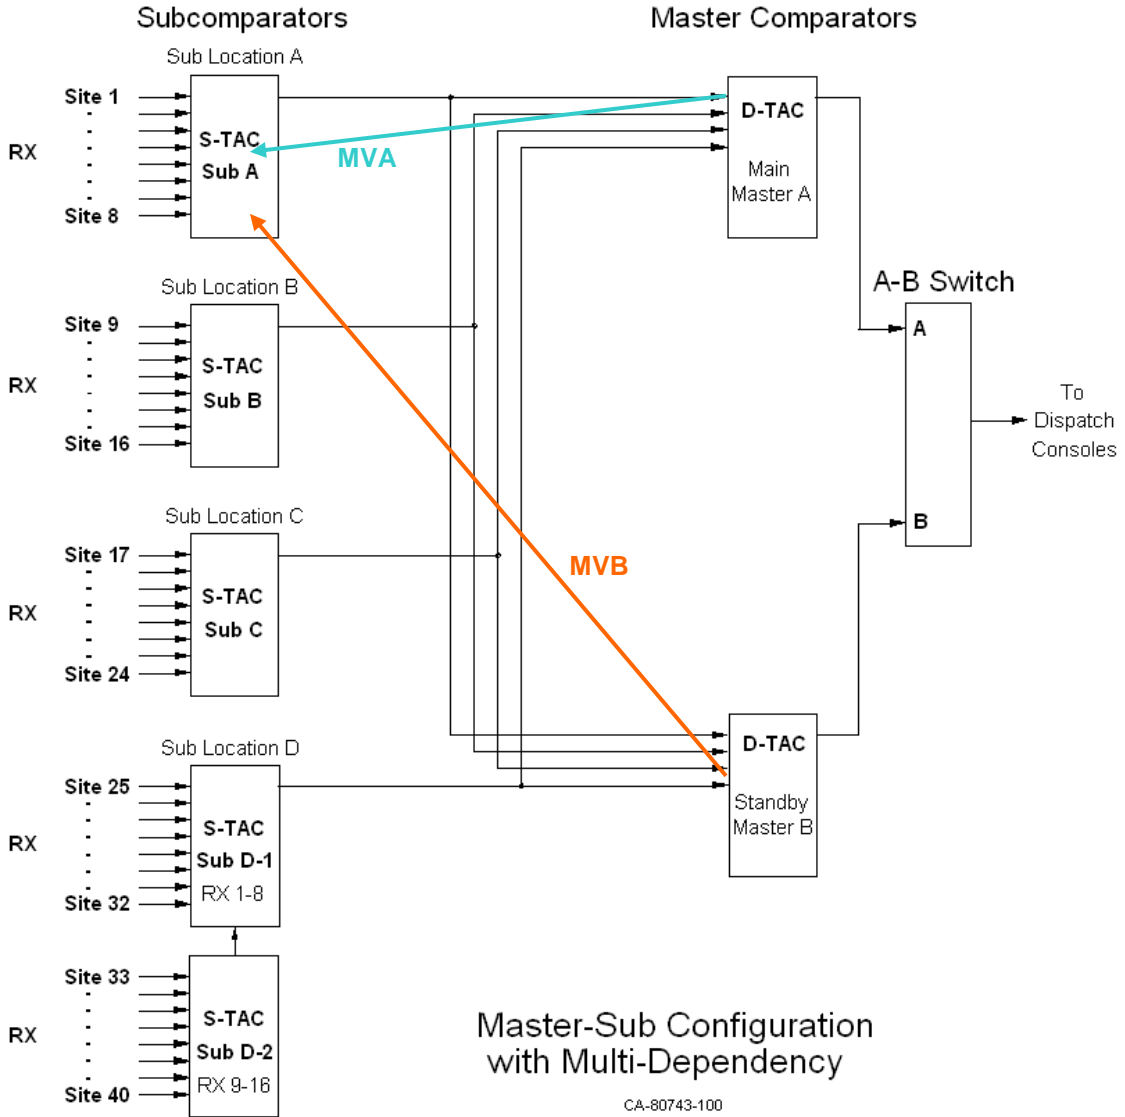 Subcomparators
Master Comparators
Sub Location A
Site 1
RX
Site 8
S-TAC
Sub A
MVA
D-TAC
Main
Master A
Sub Location B
Site 9
RX
Site 16
S-TAC
Sub B
A-B Switch
A
B
To
Dispatch
Consoles
Sub Location C
Site 17
RX
Site 24
S-TAC
Sub C
MVB
Sub Location D
Site 25
RX
Site 32
S-TAC
Sub D-1
RX 1-8
D-TAC
Standby
Master B
Site 33
RX
Site 40
S-TAC
Sub D-2
RX 9-16
Master-Sub Configuration
with Multi-Dependency
CA-80743-100